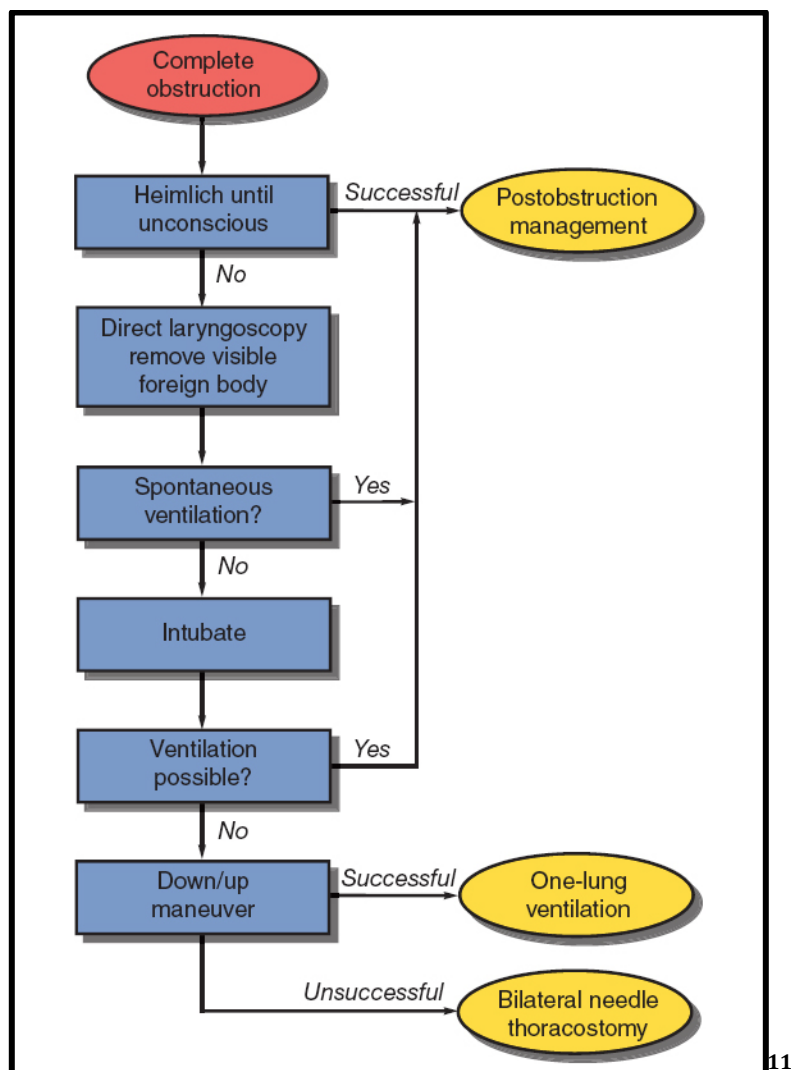 Complete
obstruction
Heimlich until
unconscious
Successful
Postobstruction
management
No
Direct laryngoscopy
remove visible
foreign body
Spontaneous
ventilation?
Yes
No
Intubate
Ventilation
possible?
Yes
No
Down/up
maneuver
Successful
One-lung
ventilation
Unsuccessful
Bilateral needle
thoracostomy
11